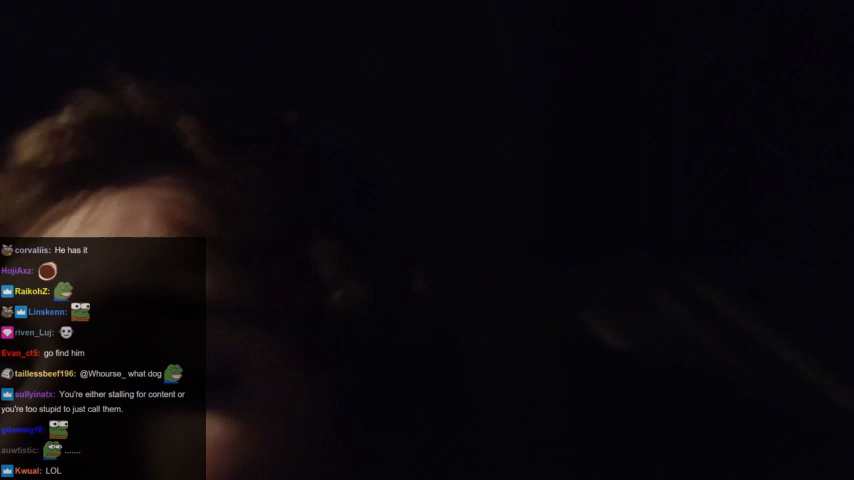 corvaliis: He has it
HojiAxz:
RaikohZ:
Linskenn:
riven_Luj:
Evan_ct5: go find him
taillessbeef196: @Whourse_ what dog
sullyinatx: You're either stalling for content or
you're too stupid to just call them.
auwtistic: .......
Kwual: LOL